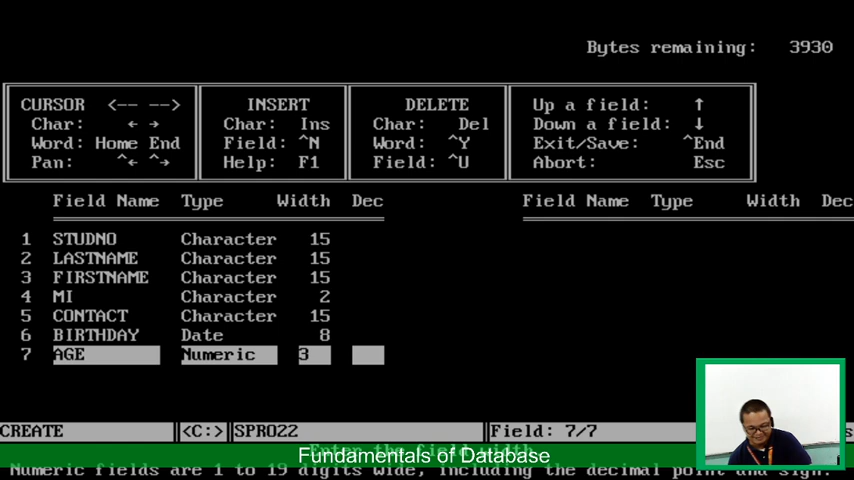 Bytes remaining: 3930
CURSOR <-- --> INSERT DELETE Up a field: ↑
Char: ← → Char: Ins Char: Del Down a field: ↓
Word: Home End Field: ^N Word: ^Y Exit/Save: ^End
Pan: ^← ^→ Help: F1 Field: ^U Abort: Esc
Field Name Type Width Dec Field Name Type Width Dec
1 STUDNO Character 15
2 LASTNAME Character 15
3 FIRSTNAME Character 15
4 MI Character 2
5 CONTACT Character 15
6 BIRTHDAY Date 8
7 AGE Numeric 3
CREATE <C:> SPRO22 Field: 7/7
Enter the field width.
Fundamentals of Database
Numeric fields are 1 to 19 digits wide, including the decimal point and sign.